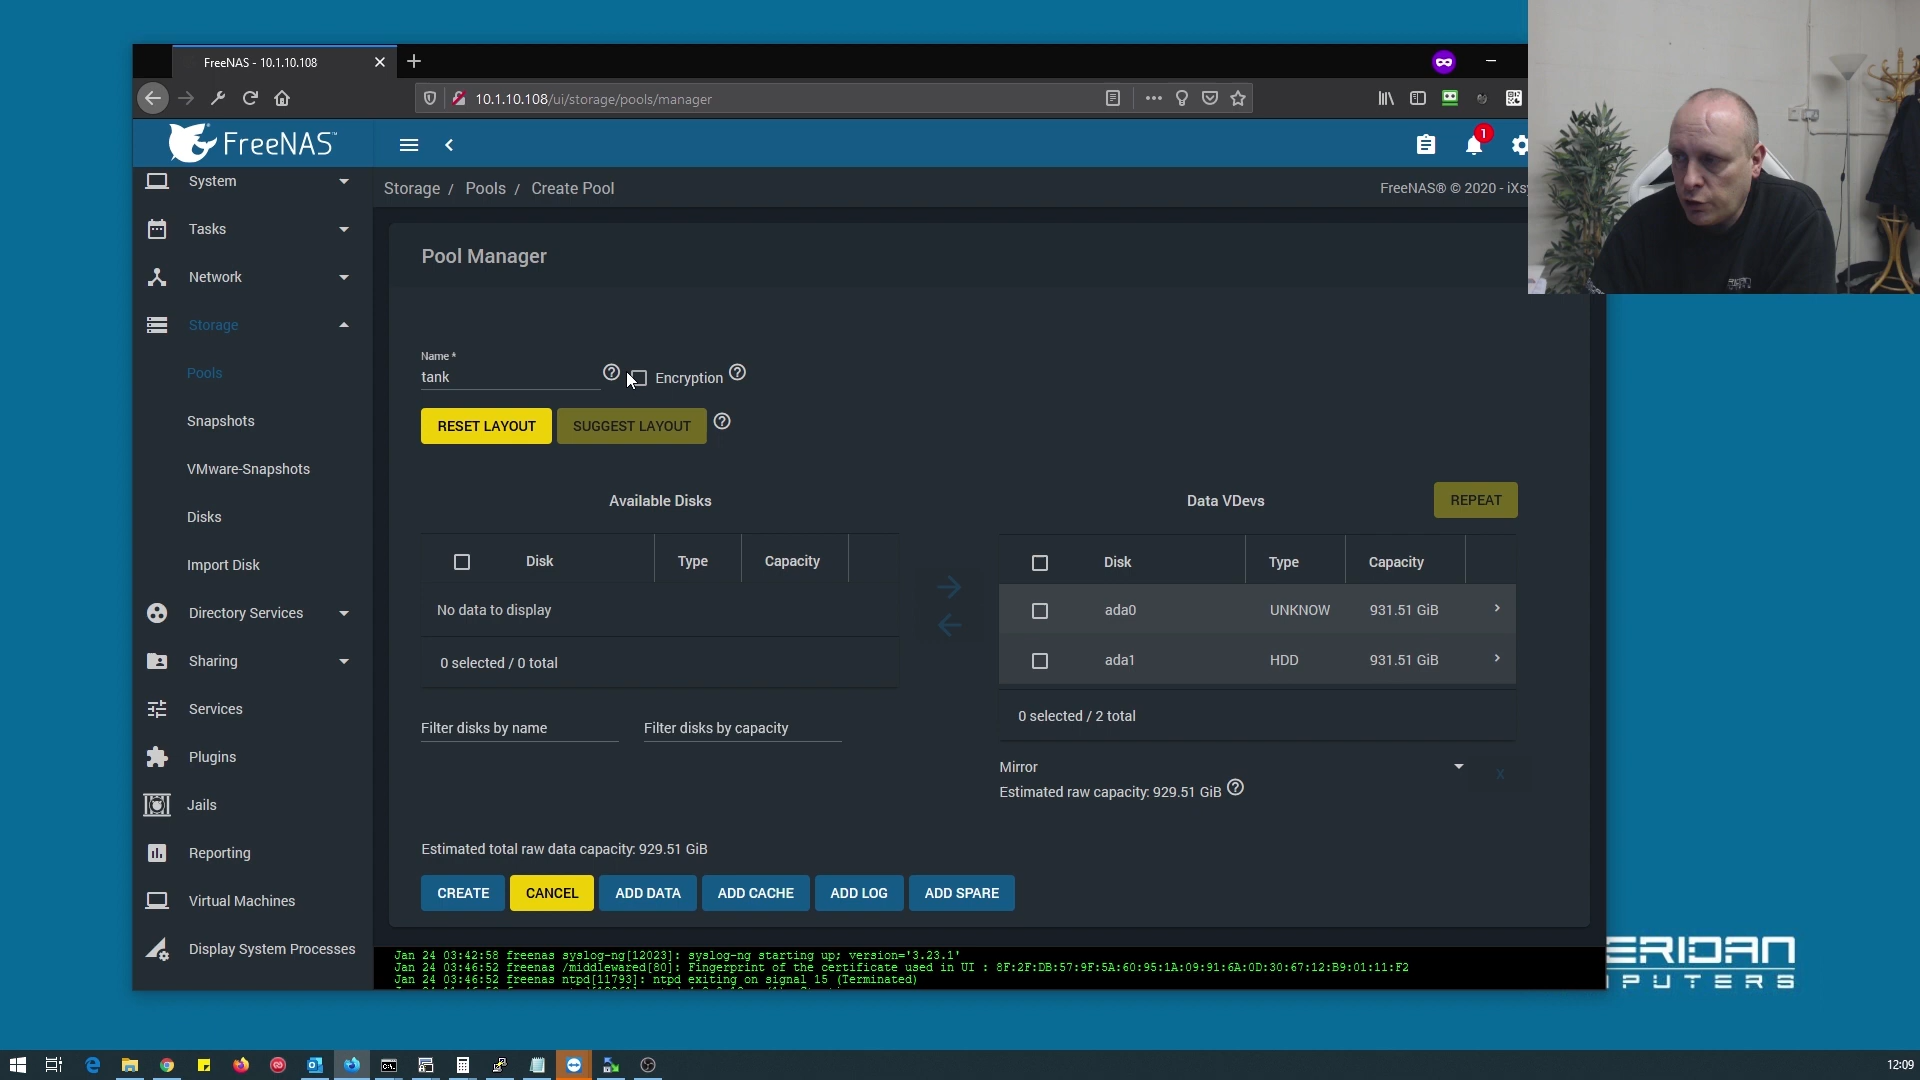 FreeNAS - 10.1.10.108
10.1.10.108/ui/storage/pools/manager
FreeNAS™
1
System
Storage / Pools / Create Pool
FreeNAS® © 2020 - iXsy
Tasks
Network
Storage
Pools
Snapshots
VMware-Snapshots
Disks
Import Disk
Directory Services
Sharing
Services
Plugins
Jails
Reporting
Virtual Machines
Display System Processes
Pool Manager
Name *
tank
Encryption
RESET LAYOUT
SUGGEST LAYOUT
Available Disks
Disk Type Capacity
No data to display
0 selected / 0 total
Filter disks by name
Filter disks by capacity
Data VDevs
REPEAT
Disk Type Capacity
ada0 UNKNOW 931.51 GiB
ada1 HDD 931.51 GiB
0 selected / 2 total
Mirror
X
Estimated raw capacity: 929.51 GiB
Estimated total raw data capacity: 929.51 GiB
CREATE
CANCEL
ADD DATA
ADD CACHE
ADD LOG
ADD SPARE
Jan 24 03:42:58 freenas syslog-ng[12023]: syslog-ng starting up; version='3.23.1'
Jan 24 03:46:52 freenas /middlewared[80]: Fingerprint of the certificate used in UI : 8F:2F:DB:57:9F:5A:60:95:1A:09:91:6A:0D:30:67:12:B9:01:11:F2
Jan 24 03:46:52 freenas ntpd[11793]: ntpd exiting on signal 15 (Terminated)
ERIDAN
PUTERS
12:09